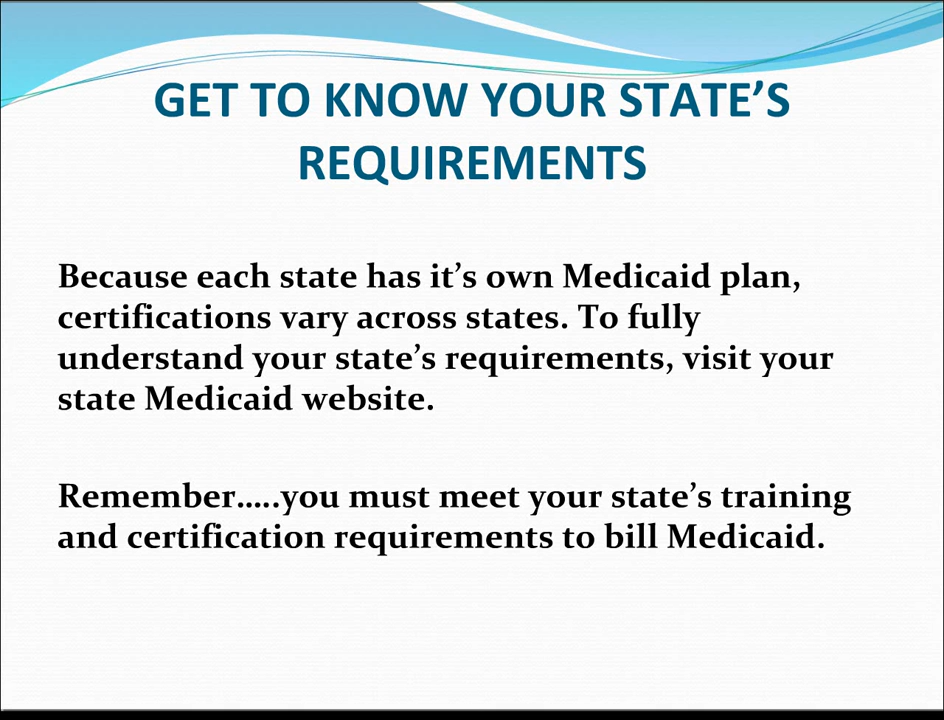 GET TO KNOW YOUR STATE’S
REQUIREMENTS
Because each state has it’s own Medicaid plan,
certifications vary across states. To fully
understand your state’s requirements, visit your
state Medicaid website.
Remember…..you must meet your state’s training
and certification requirements to bill Medicaid.